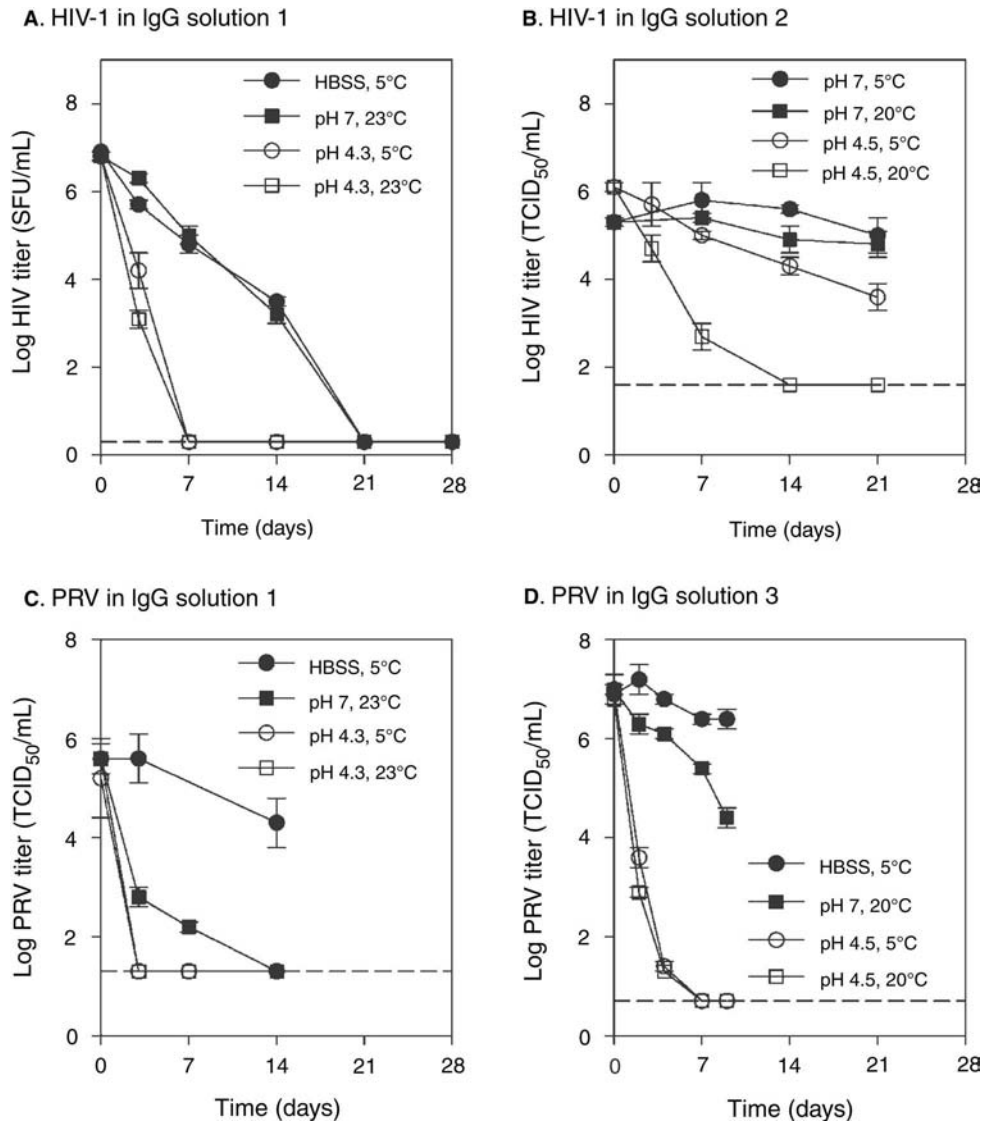 A. HIV-1 in IgG solution 1
HBSS, 5°C
pH 7, 23°C
pH 4.3, 5°C
pH 4.3, 23°C
Log HIV titer (SFU/mL)
8
6
4
2
0
0 7 14 21 28
Time (days)
B. HIV-1 in IgG solution 2
pH 7, 5°C
pH 7, 20°C
pH 4.5, 5°C
pH 4.5, 20°C
Log HIV titer (TCID50/mL)
8
6
4
2
0
0 7 14 21 28
Time (days)
C. PRV in IgG solution 1
HBSS, 5°C
pH 7, 23°C
pH 4.3, 5°C
pH 4.3, 23°C
Log PRV titer (TCID50/mL)
8
6
4
2
0
0 7 14 21 28
Time (days)
D. PRV in IgG solution 3
HBSS, 5°C
pH 7, 20°C
pH 4.5, 5°C
pH 4.5, 20°C
Log PRV titer (TCID50/mL)
8
6
4
2
0
0 7 14 21 28
Time (days)